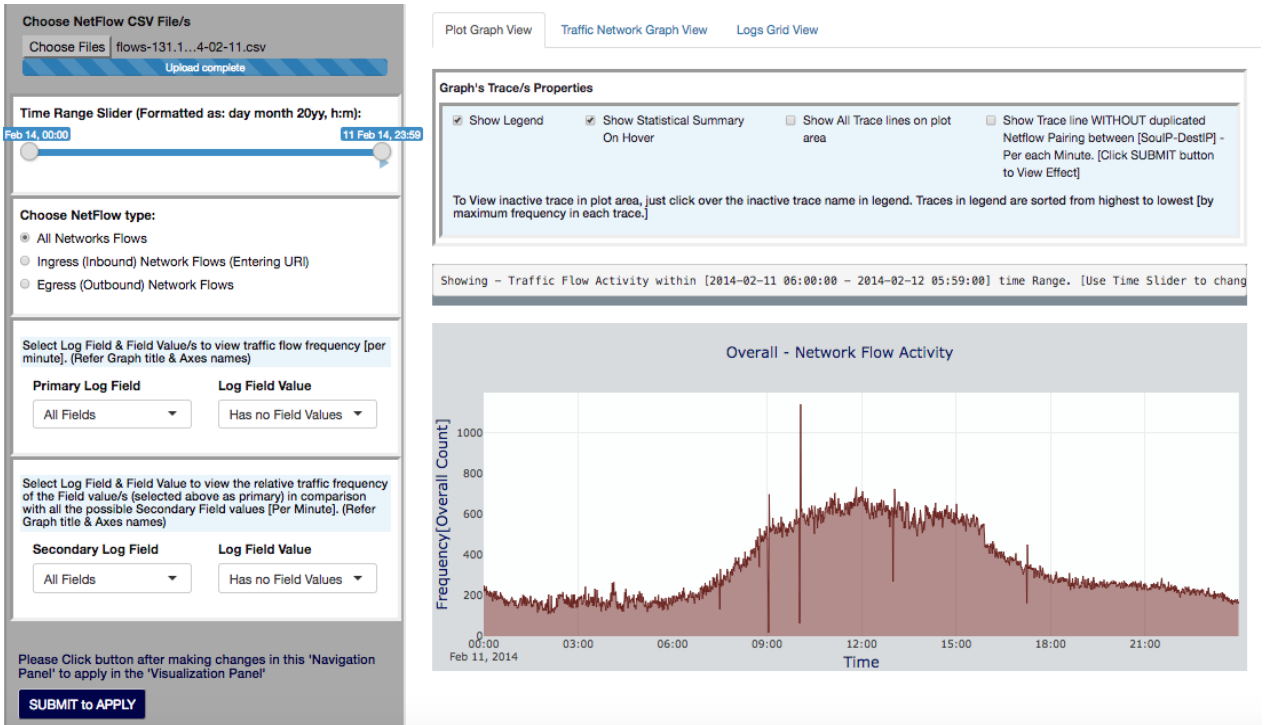 Choose NetFlow CSV File/s
Choose Files flows-131.1...4-02-11.csv
Upload complete
Time Range Slider (Formatted as: day month 20yy, h:m):
Feb 14, 00:00
11 Feb 14, 23:59
Choose NetFlow type:
All Networks Flows
Ingress (Inbound) Network Flows (Entering URI)
Egress (Outbound) Network Flows
Select Log Field & Field Value/s to view traffic flow frequency [per
minute]. (Refer Graph title & Axes names)
Primary Log Field
Log Field Value
All Fields
Has no Field Values
Select Log Field & Field Value to view the relative traffic frequency
of the Field value/s (selected above as primary) in comparison
with all the possible Secondary Field values [Per Minute]. (Refer
Graph title & Axes names)
Secondary Log Field
Log Field Value
All Fields
Has no Field Values
Please Click button after making changes in this 'Navigation
Panel' to apply in the 'Visualization Panel'
SUBMIT to APPLY
Plot Graph View
Traffic Network Graph View
Logs Grid View
Graph's Trace/s Properties
Show Legend
Show Statistical Summary
On Hover
Show All Trace lines on plot
area
Show Trace line WITHOUT duplicated
Netflow Pairing between [SouIP-DestIP] -
Per each Minute. [Click SUBMIT button
to View Effect]
To View inactive trace in plot area, just click over the inactive trace name in legend. Traces in legend are sorted from highest to lowest [by
maximum frequency in each trace.]
Showing - Traffic Flow Activity within [2014-02-11 06:00:00 - 2014-02-12 05:59:00] time Range. [Use Time Slider to chang
Overall - Network Flow Activity
Frequency[Overall Count]
1000
800
600
400
200
0
00:00
03:00
06:00
09:00
12:00
15:00
18:00
21:00
Feb 11, 2014
Time